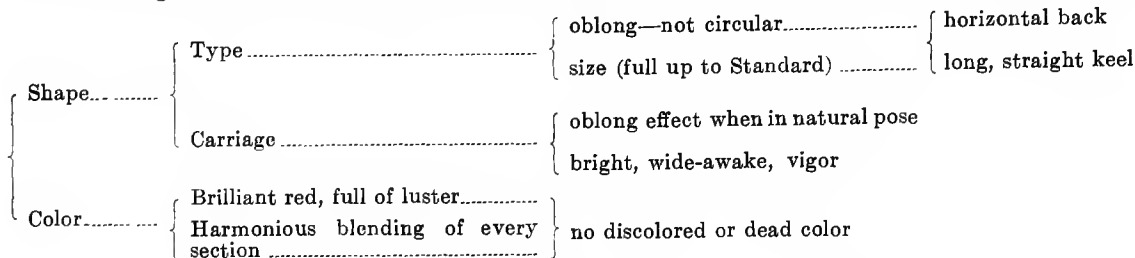 oblong—not circular
horizontal back
Type
size (full up to Standard)
long, straight keel
Shape
oblong effect when in natural pose
Carriage
bright, wide-awake, vigor
Brilliant red, full of luster
Color
Harmonious blending of every
section
no discolored or dead color